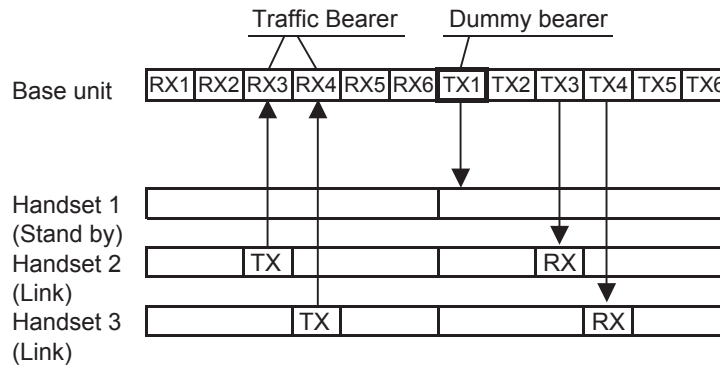 Traffic Bearer Dummy bearer
Base unit RX1 RX2 RX3 RX4 RX5 RX6 TX1 TX2 TX3 TX4 TX5 TX6
Handset 1
(Stand by)
Handset 2 TX RX
(Link)
Handset 3 TX RX
(Link)